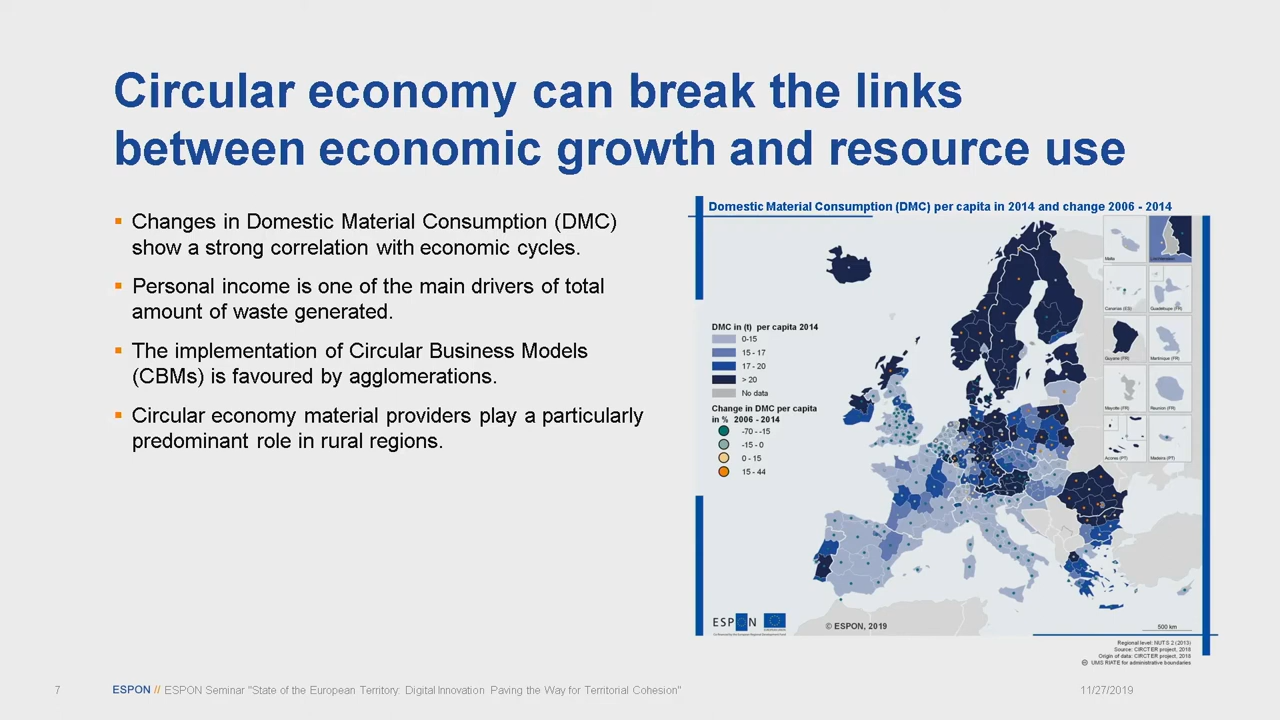 Circular economy can break the links
between economic growth and resource use
▪ Changes in Domestic Material Consumption (DMC)
show a strong correlation with economic cycles.
▪ Personal income is one of the main drivers of total
amount of waste generated.
▪ The implementation of Circular Business Models
(CBMs) is favoured by agglomerations.
▪ Circular economy material providers play a particularly
predominant role in rural regions.
Domestic Material Consumption (DMC) per capita in 2014 and change 2006 - 2014
DMC in (t) per capita 2014
0-15
15 - 17
17 - 20
> 20
No data
Change in DMC per capita
in % 2006 - 2014
-70 - -15
-15 - 0
0 - 15
15 - 44
Malta
Liechtenstein
Canarias (ES)
Guadeloupe (FR)
Guyane (FR)
Martinique (FR)
Mayotte (FR)
Réunion (FR)
Acores (PT)
Madeira (PT)
ESPON
© ESPON, 2019
500 km
Regional level: NUTS 2 (2013)
Source: CIRCTER project, 2018
Origin of data: CIRCTER project, 2018
© UMS RIATE for administrative boundaries
7
ESPON // ESPON Seminar "State of the European Territory: Digital Innovation Paving the Way for Territorial Cohesion"
11/27/2019